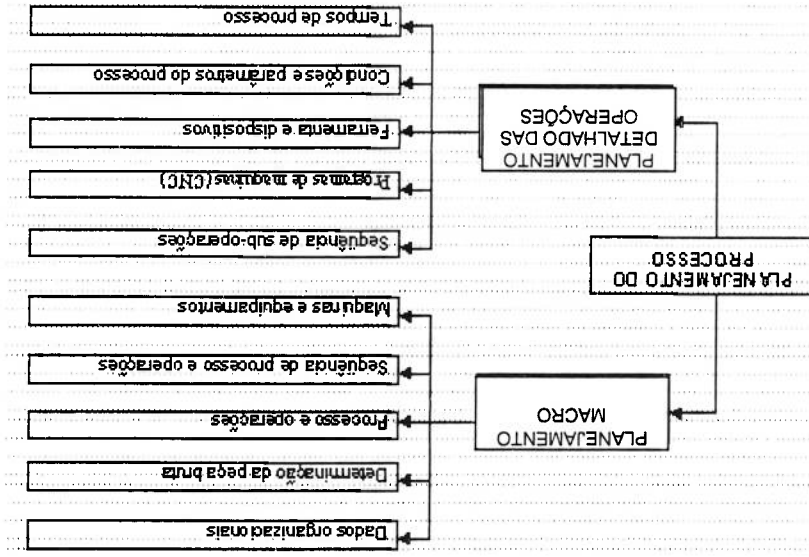 PLANEJAMENTO DO
PROCESSO
PLANEJAMENTO
MACRO
Dados organizacionais
Determinação da peça bruta
Processo e operações
Seqüência de processo e operações
Maquinas e equipamentos
PLANEJAMENTO
DETALHADO DAS
OPERAÇÕES
Seqüência de sub-operações
Programas de maquinas (CNC)
Ferramenta e dispositivos
Condições e parâmetros do processo
Tempos de processo